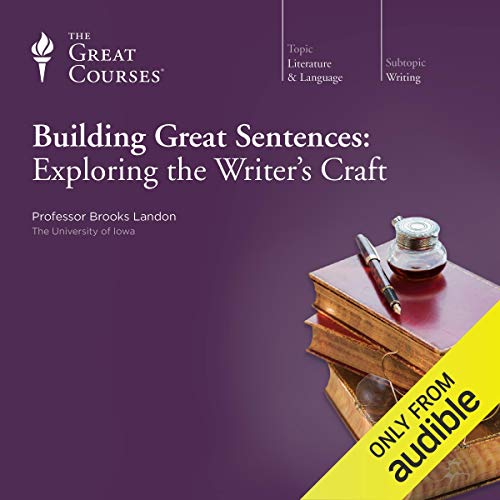 THE
GREAT
COURSES®
Topic
Literature
& Language
Subtopic
Writing
Building Great Sentences:
Exploring the Writer's Craft
Professor Brooks Landon
The University of Iowa
ONLY FROM
audible